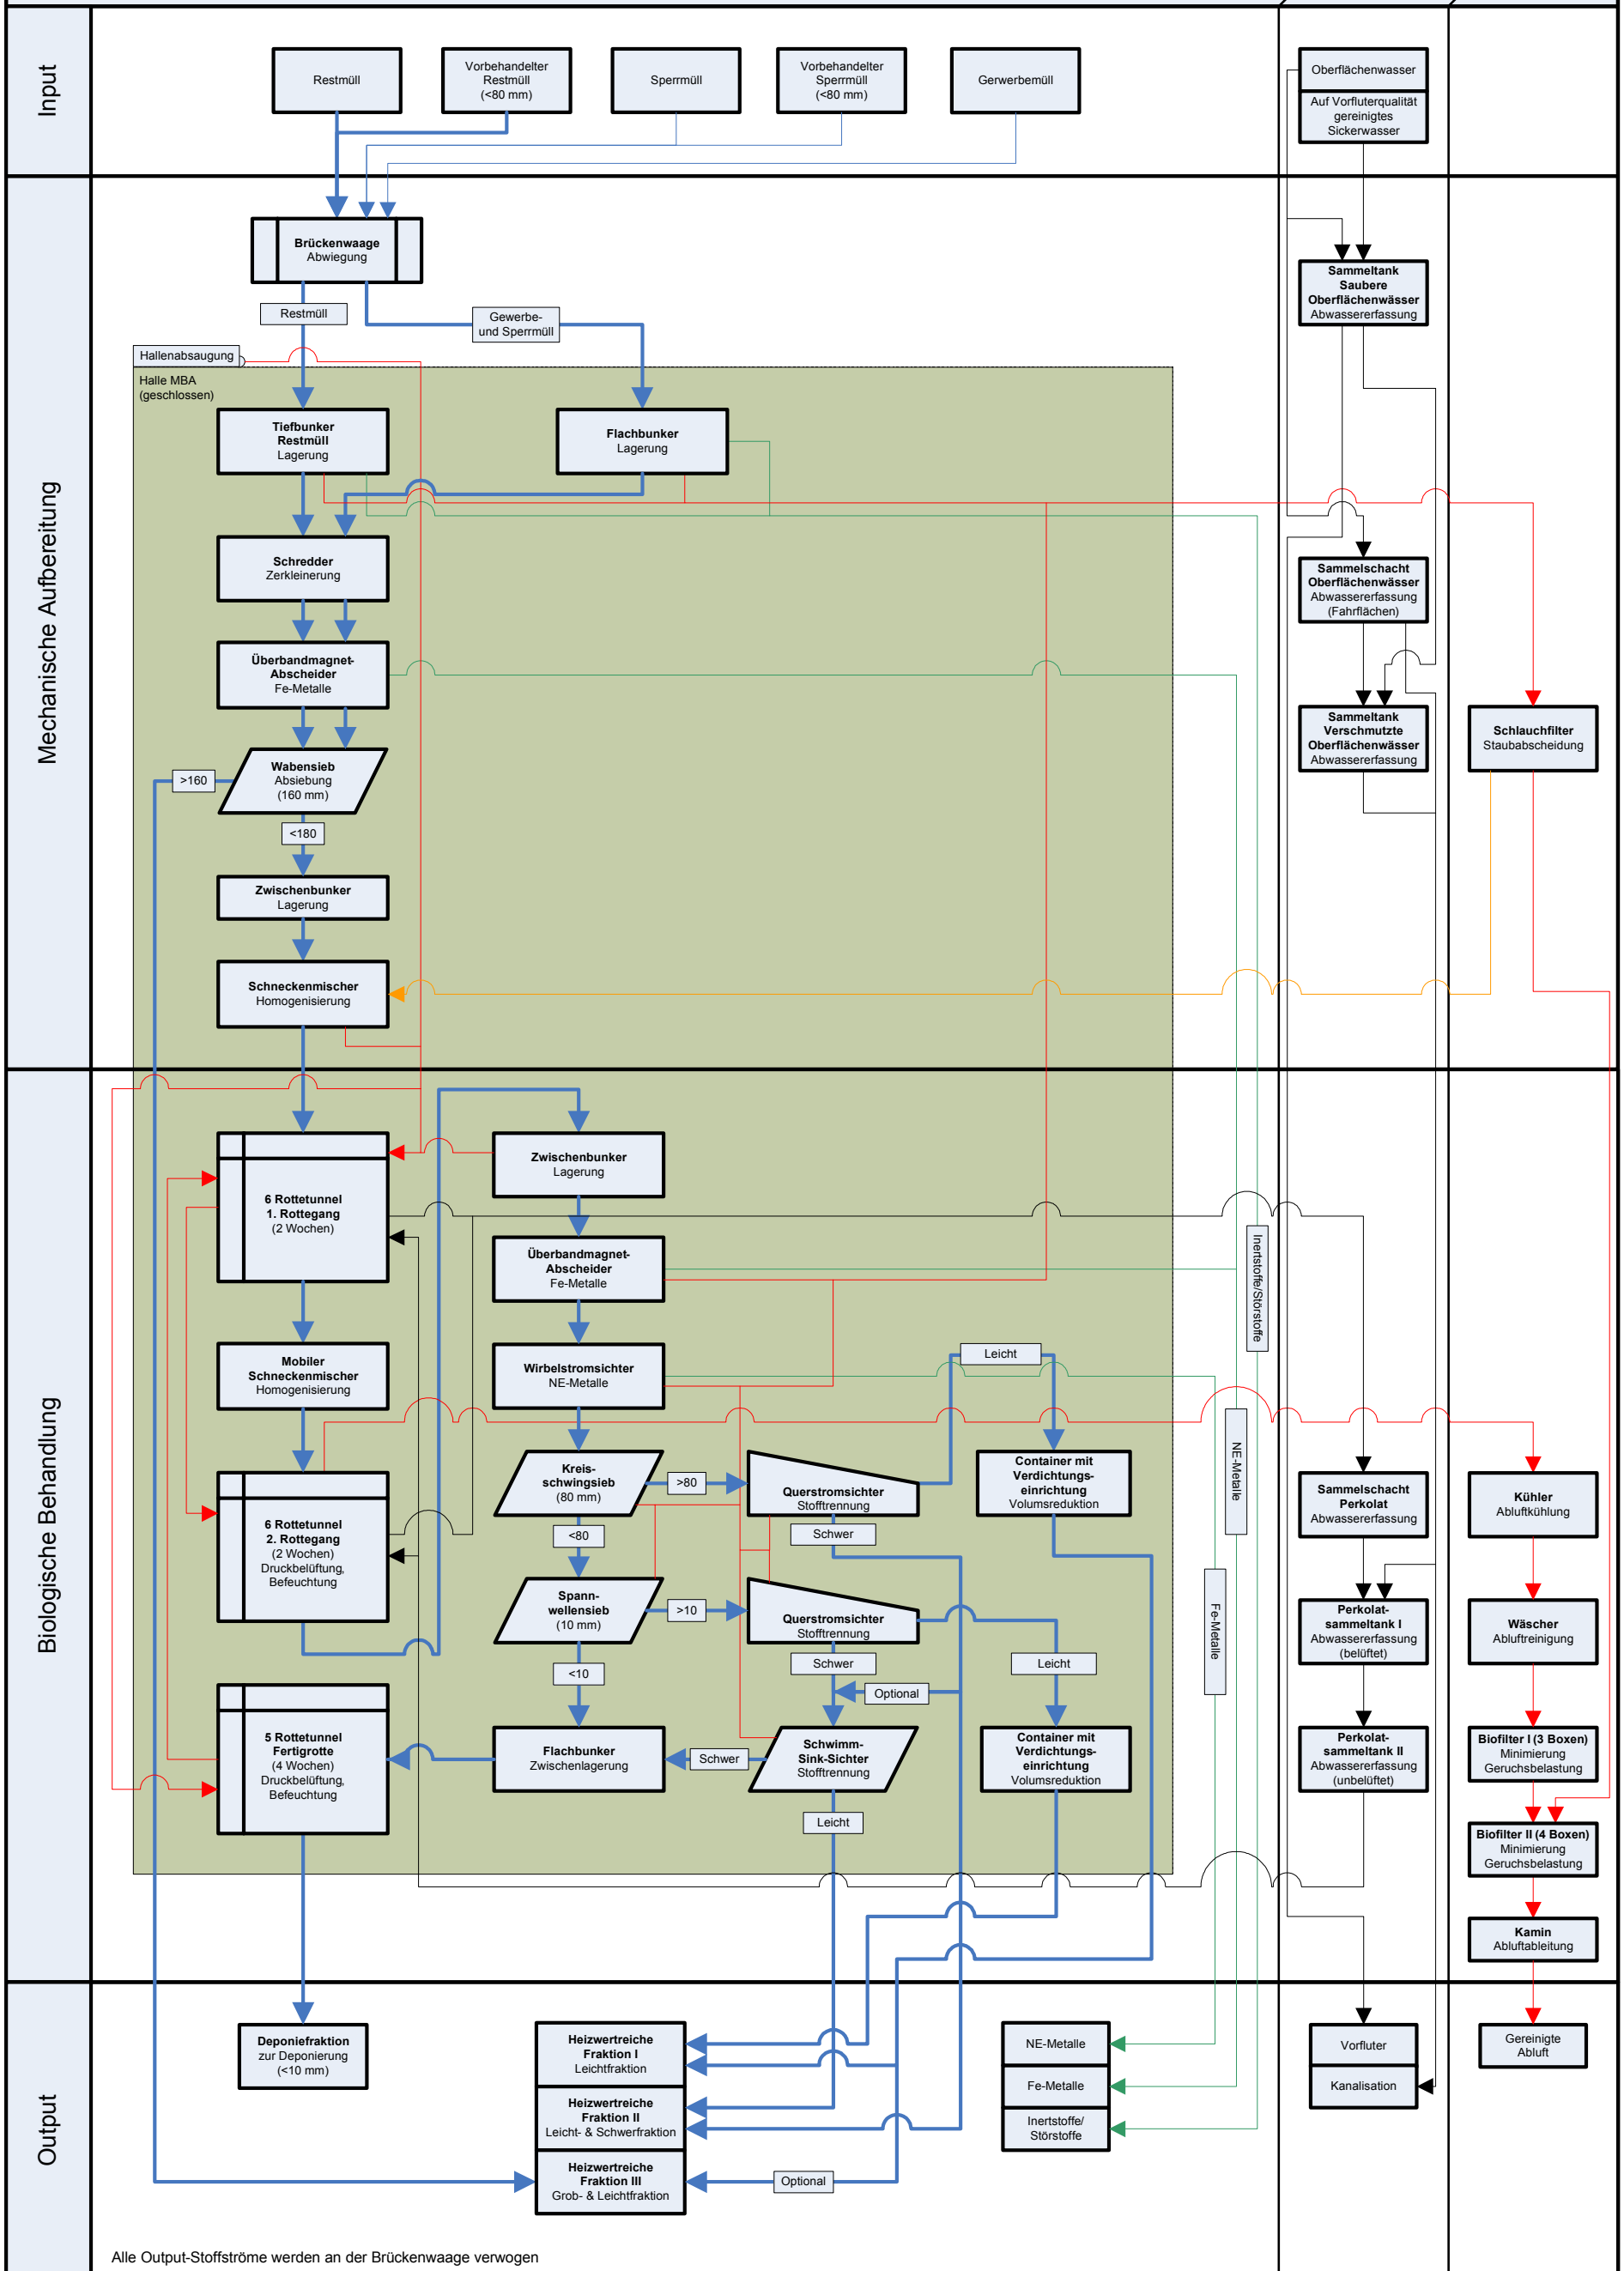 Input
Restmüll
Vorbehandelter
Restmüll
(<80 mm)
Sperrmüll
Vorbehandelter
Sperrmüll
(<80 mm)
Gerwerbemüll
Oberflächenwasser
Auf Vorfluterqualität
gereinigtes
Sickerwasser
Mechanische Aufbereitung
Brückenwaage
Abwiegung
Restmüll
Gewerbe-
und Sperrmüll
Sammeltank
Saubere
Oberflächenwässer
Abwassererfassung
Hallenabsaugung
Halle MBA
(geschlossen)
Tiefbunker
Restmüll
Lagerung
Flachbunker
Lagerung
Schredder
Zerkleinerung
Sammelschacht
Oberflächenwässer
Abwassererfassung
(Fahrflächen)
Überbandmagnet-
Abscheider
Fe-Metalle
Sammeltank
Verschmutzte
Oberflächenwässer
Abwassererfassung
Schlauchfilter
Staubabscheidung
Wabensieb
Absiebung
(160 mm)
>160
<180
Zwischenbunker
Lagerung
Schneckenmischer
Homogenisierung
Biologische Behandlung
6 Rottetunnel
1. Rottegang
(2 Wochen)
Zwischenbunker
Lagerung
Überbandmagnet-
Abscheider
Fe-Metalle
Inertstoffe/Störstoffe
Mobiler
Schneckenmischer
Homogenisierung
Wirbelstromsichter
NE-Metalle
Leicht
NE-Metalle
6 Rottetunnel
2. Rottegang
(2 Wochen)
Druckbelüftung,
Befeuchtung
Kreis-
schwingsieb
(80 mm)
>80
Querstromsichter
Stofftrennung
Container mit
Verdichtungs-
einrichtung
Volumsreduktion
Sammelschacht
Perkolat
Abwassererfassung
Kühler
Abluftkühlung
<80
Schwer
Fe-Metalle
Spann-
wellensieb
(10 mm)
>10
Querstromsichter
Stofftrennung
Perkolat-
sammeltank I
Abwassererfassung
(belüftet)
Wäscher
Abluftreinigung
<10
Schwer
Leicht
Optional
5 Rottetunnel
Fertigrotte
(4 Wochen)
Druckbelüftung,
Befeuchtung
Flachbunker
Zwischenlagerung
Schwer
Schwimm-
Sink-Sichter
Stofftrennung
Container mit
Verdichtungs-
einrichtung
Volumsreduktion
Perkolat-
sammeltank II
Abwassererfassung
(unbelüftet)
Biofilter I (3 Boxen)
Minimierung
Geruchsbelastung
Leicht
Biofilter II (4 Boxen)
Minimierung
Geruchsbelastung
Kamin
Abluftableitung
Output
Deponiefraktion
zur Deponierung
(<10 mm)
Heizwertreiche
Fraktion I
Leichtfraktion
Heizwertreiche
Fraktion II
Leicht- & Schwerfraktion
Heizwertreiche
Fraktion III
Grob- & Leichtfraktion
Optional
NE-Metalle
Fe-Metalle
Inertstoffe/
Störstoffe
Vorfluter
Kanalisation
Gereinigte
Abluft
Alle Output-Stoffströme werden an der Brückenwaage verwogen